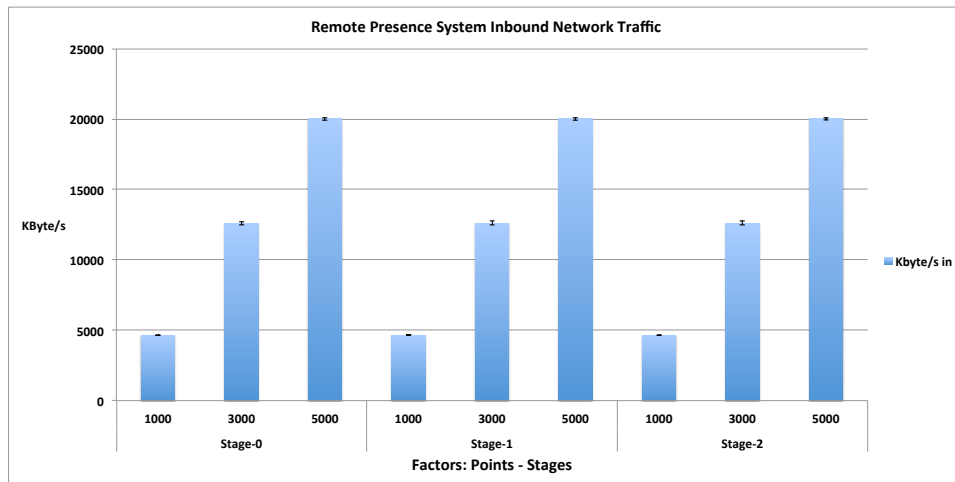 Remote Presence System Inbound Network Traffic
25000
20000
15000
KByte/s
10000
5000
0
Kbyte/s in
1000 3000 5000 1000 3000 5000 1000 3000 5000
Stage-0 Stage-1 Stage-2
Factors: Points - Stages